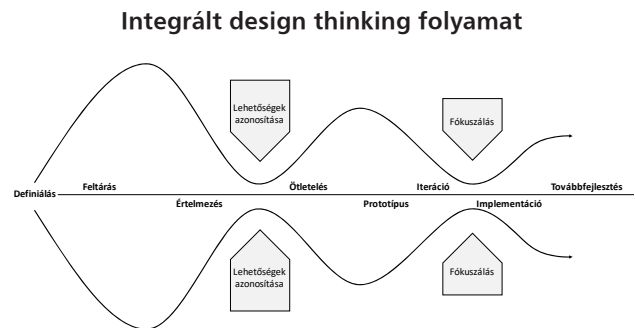 Integrált design thinking folyamat
Lehetőségek
azonosítása
Fókuszálás
Definiálás
Feltárás
Ötletelés
Iteráció
Továbbfejlesztés
Értelmezés
Prototípus
Implementáció
Lehetőségek
azonosítása
Fókuszálás